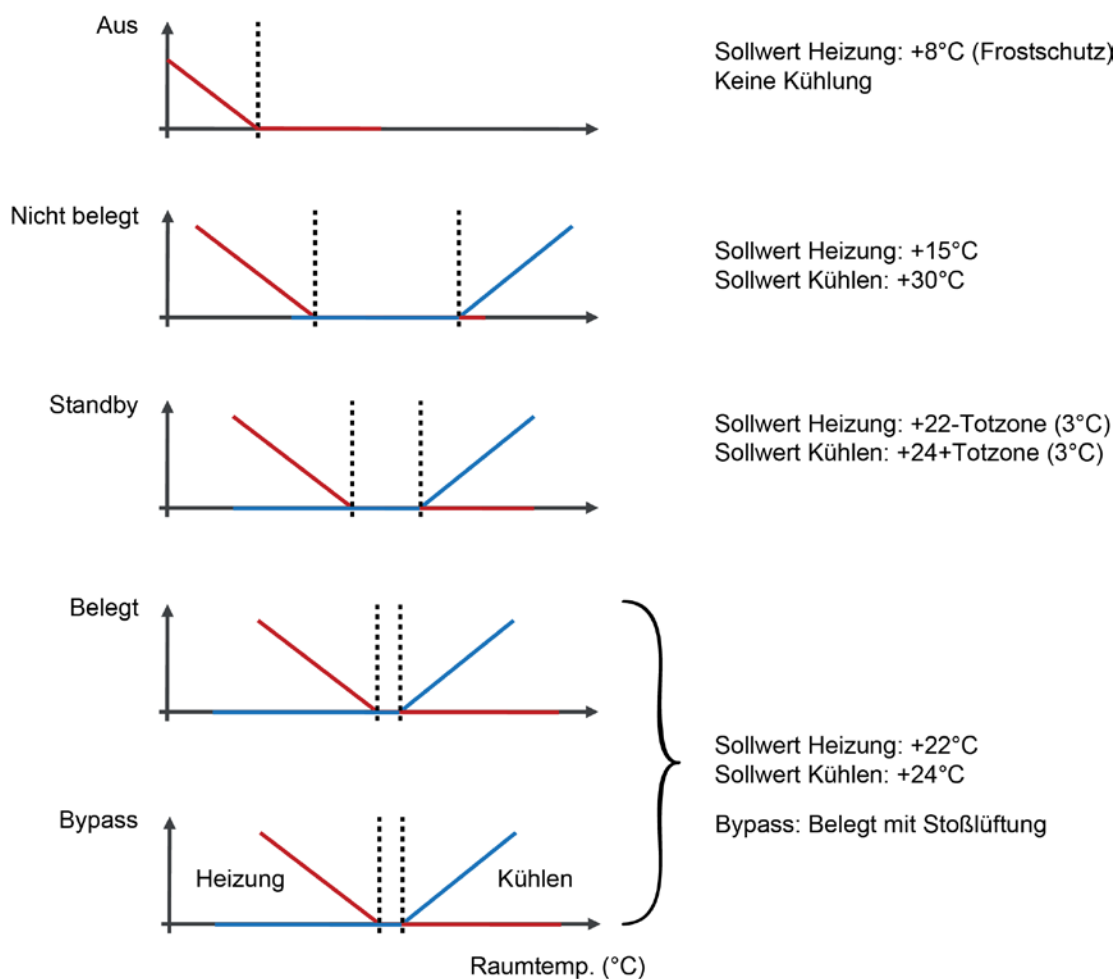 Aus
Sollwert Heizung: +8°C (Frostschutz)
Keine Kühlung
Nicht belegt
Sollwert Heizung: +15°C
Sollwert Kühlen: +30°C
Standby
Sollwert Heizung: +22-Totzone (3°C)
Sollwert Kühlen: +24+Totzone (3°C)
Belegt
Sollwert Heizung: +22°C
Sollwert Kühlen: +24°C
Bypass: Belegt mit Stoßlüftung
Bypass
Heizung
Kühlen
Raumtemp. (°C)